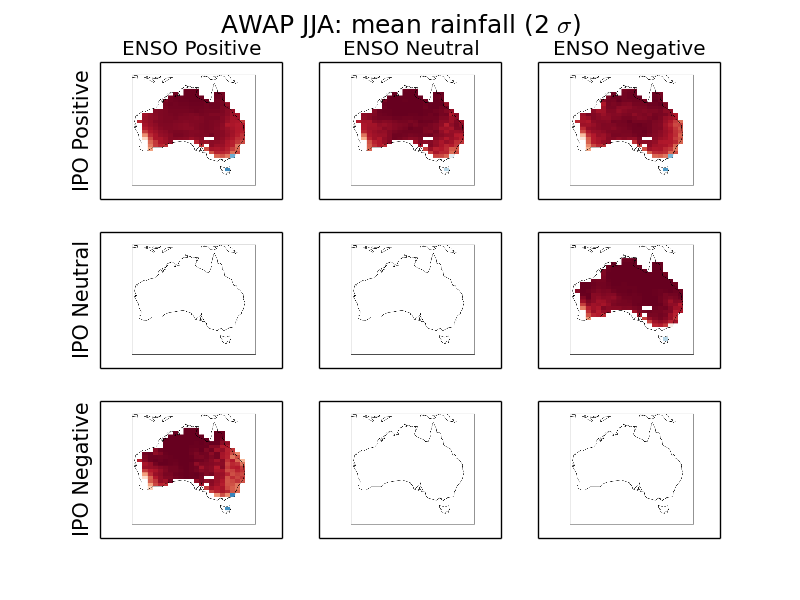 AWAP JJA: mean rainfall (2 σ)
ENSO Positive
ENSO Neutral
ENSO Negative
IPO Positive
IPO Neutral
IPO Negative